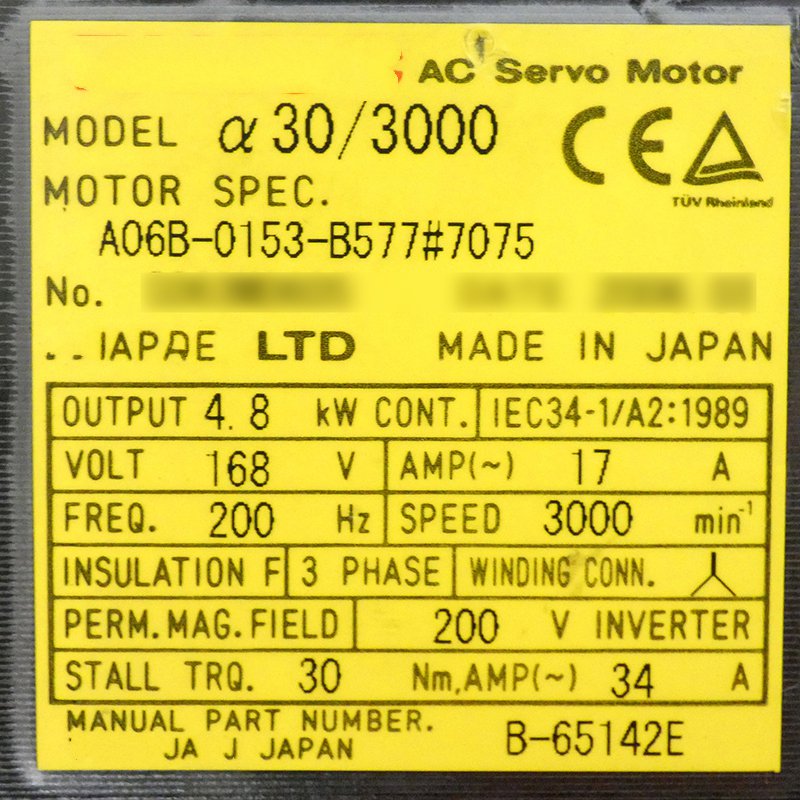 AC Servo Motor
MODEL α30/3000
CE
TÜV Rheinland
MOTOR SPEC.
A06B-0153-B577#7075
No.
LTD MADE IN JAPAN
OUTPUT 4.8 kW CONT. IEC34-1/A2:1989
VOLT 168 V AMP(~) 17 A
FREQ. 200 Hz SPEED 3000 min⁻¹
INSULATION F 3 PHASE WINDING CONN.
PERM.MAG.FIELD 200 V INVERTER
STALL TRQ. 30 Nm,AMP(~) 34 A
MANUAL PART NUMBER. B-65142E
JAPAN